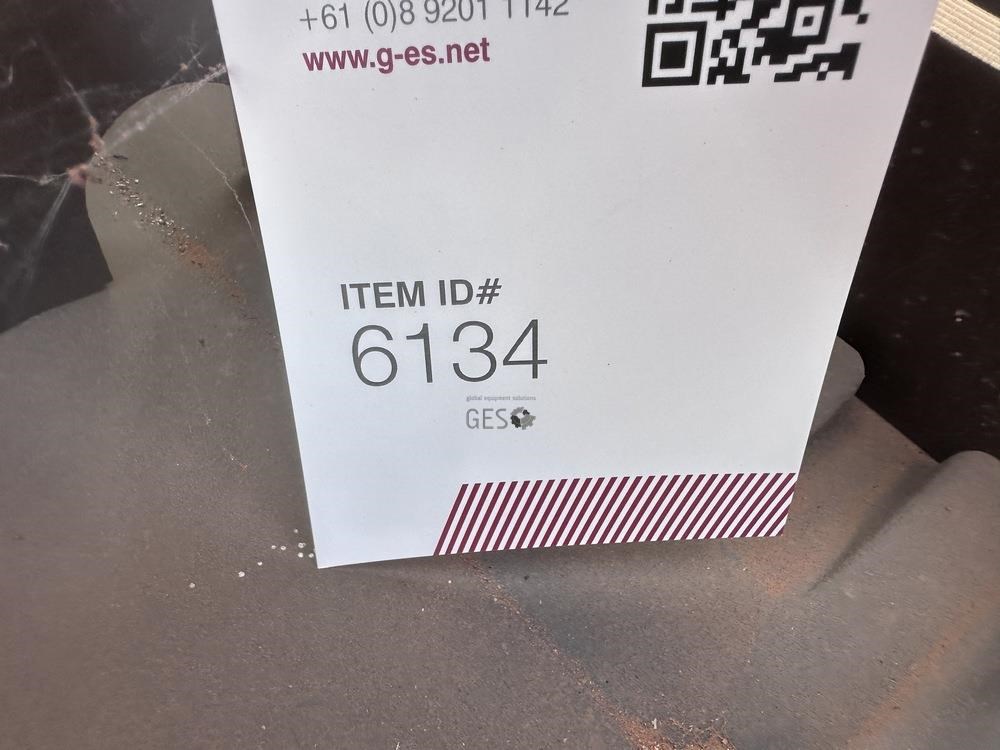 +61 (0)8 9201 1142
www.g-es.net
ITEM ID#
6134
global equipment solutions
GES